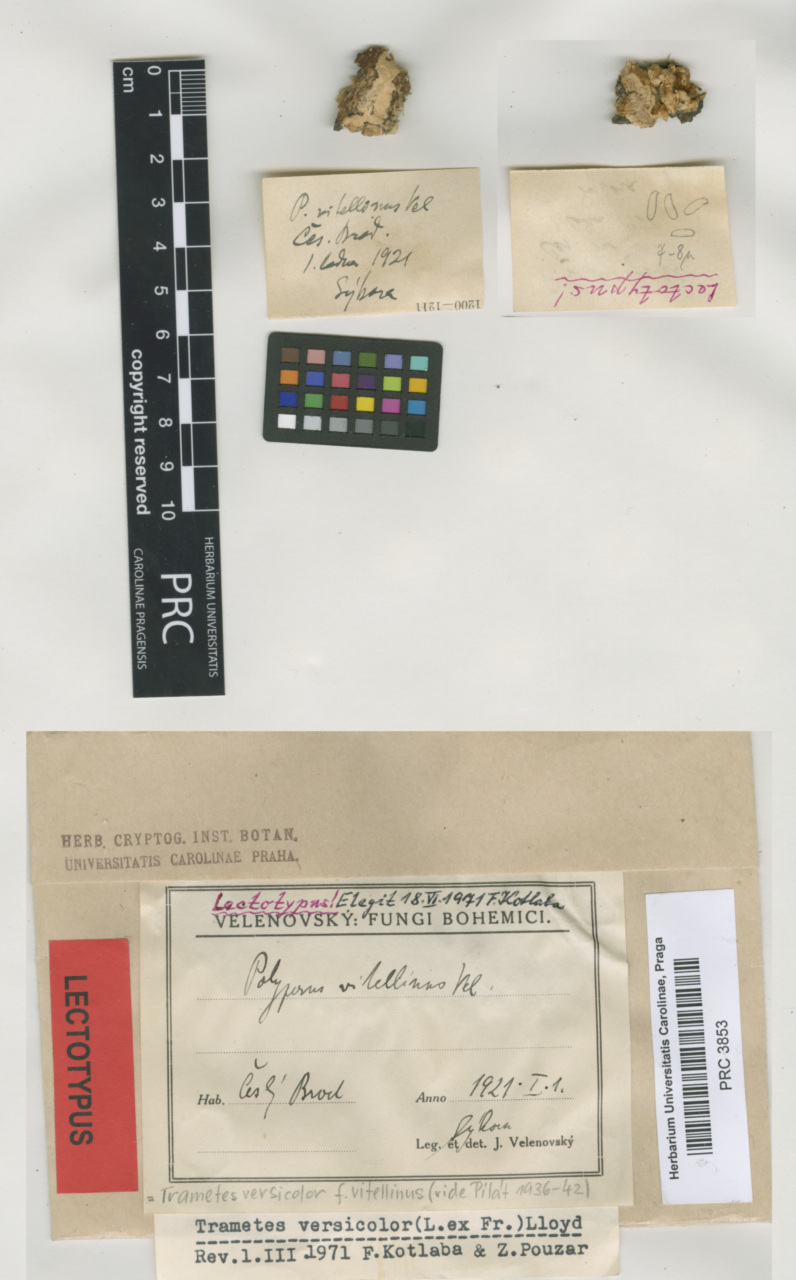 cm
0
1
2
3
4
5
6
7
8
9
10
copyright reserved
HERBARIUM UNIVERSITATIS
CAROLINAE PRAGENSIS
PRC
P. vitellinus Vel
Čes. Brod.
1. ledna 1921
Sýkora
1200—1211
7-8µ
Lectotypus!
HERB. CRYPTOG. INST. BOTAN.
UNIVERSITATIS CAROLINAE PRAHA.
LECTOTYPUS
Lectotypus! Elegit 18.VI.1971 F. Kotlaba
VELENOVSKÝ: FUNGI BOHEMICI.
Polyporus vitellinus Vel.
Hab. Český Brod
Anno 1921.I.1.
Sykora
Leg. et det. J. Velenovský
= Trametes versicolor f. vitellinus (vide Pilát 1936-42)
Trametes versicolor(L.ex Fr.)Lloyd
Rev.1.III.1971 F.Kotlaba & Z.Pouzar
Herbarium Universitatis Carolinae, Praga
PRC 3853